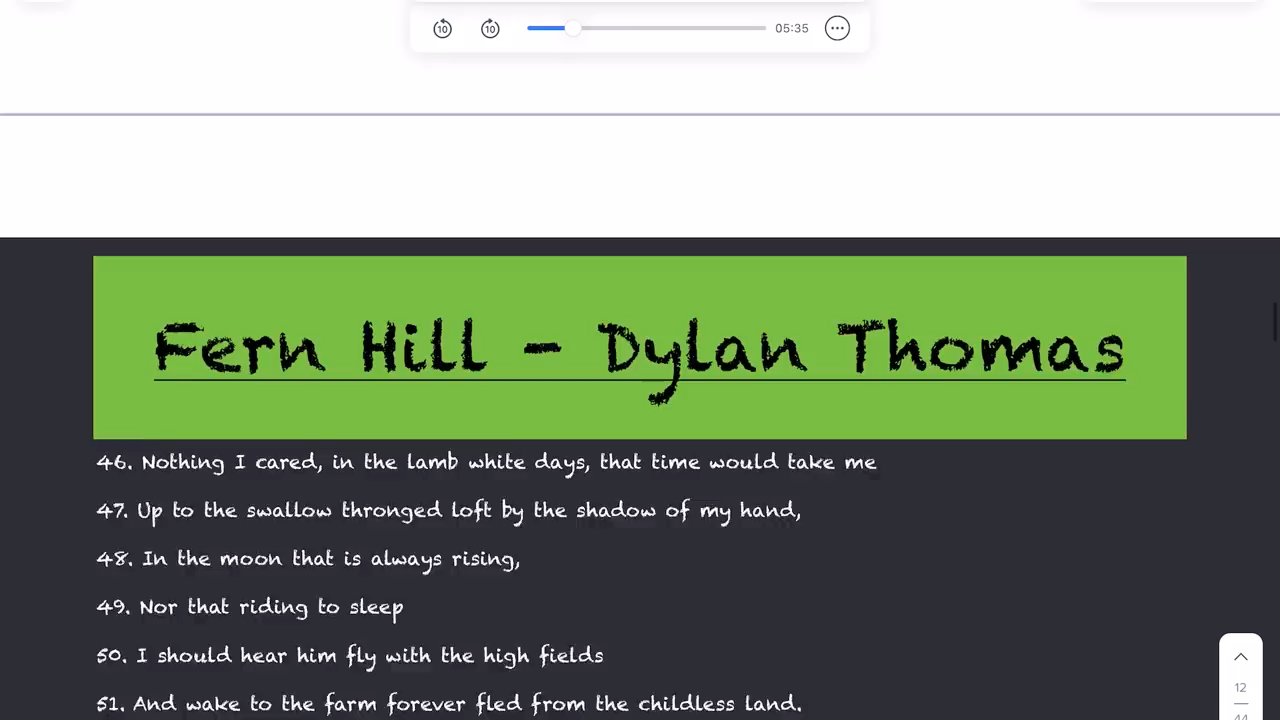 10
10
05:35
Fern Hill - Dylan Thomas
46. Nothing I cared, in the lamb white days, that time would take me
47. Up to the swallow thronged loft by the shadow of my hand,
48. In the moon that is always rising,
49. Nor that riding to sleep
50. I should hear him fly with the high fields
51. And wake to the farm forever fled from the childless land.
12
44